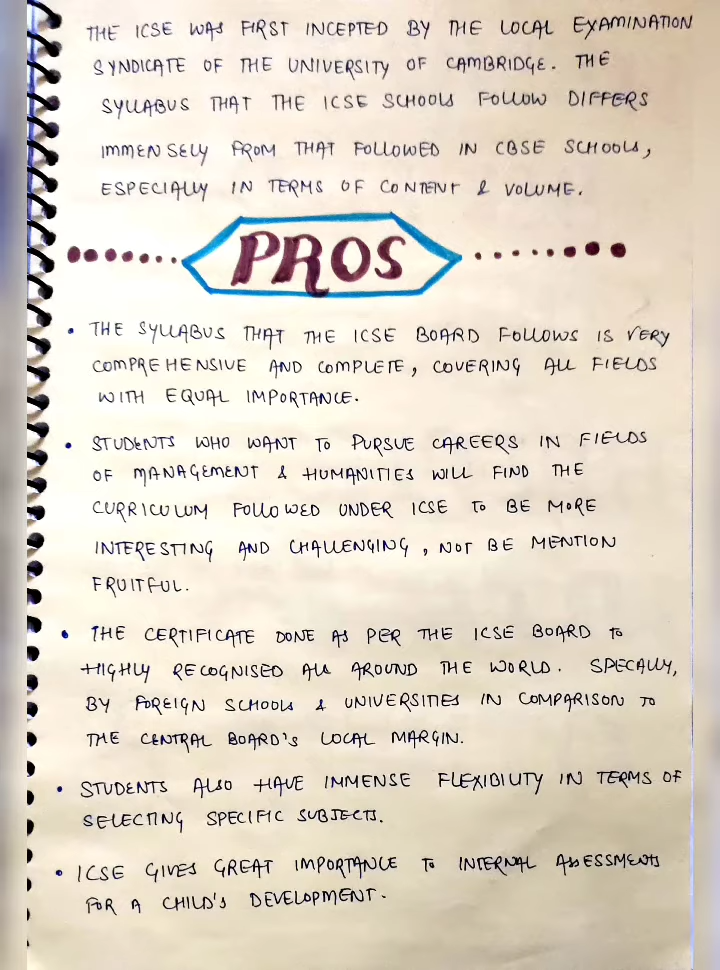 THE ICSE WAS FIRST INCEPTED BY THE LOCAL EXAMINATION
SYNDICATE OF THE UNIVERSITY OF CAMBRIDGE. THE
SYLLABUS THAT THE ICSE SCHOOLS FOLLOW DIFFERS
IMMENSELY FROM THAT FOLLOWED IN CBSE SCHOOLS,
ESPECIALLY IN TERMS OF CONTENT & VOLUME.
PROS
• THE SYLLABUS THAT THE ICSE BOARD FOLLOWS IS VERY
COMPREHENSIVE AND COMPLETE, COVERING ALL FIELDS
WITH EQUAL IMPORTANCE.
• STUDENTS WHO WANT TO PURSUE CAREERS IN FIELDS
OF MANAGEMENT & HUMANITIES WILL FIND THE
CURRICULUM FOLLOWED UNDER ICSE TO BE MORE
INTERESTING AND CHALLENGING, NOT BE MENTION
FRUITFUL.
• THE CERTIFICATE DONE AS PER THE ICSE BOARD TO
HIGHLY RECOGNISED ALL AROUND THE WORLD. SPECALLY,
BY FOREIGN SCHOOLS & UNIVERSITIES IN COMPARISON TO
THE CENTRAL BOARD'S LOCAL MARGIN.
• STUDENTS ALSO HAVE IMMENSE FLEXIBILITY IN TERMS OF
SELECTING SPECIFIC SUBJECTS.
• ICSE GIVES GREAT IMPORTANCE TO INTERNAL ASSESSMENTS
FOR A CHILD'S DEVELOPMENT.